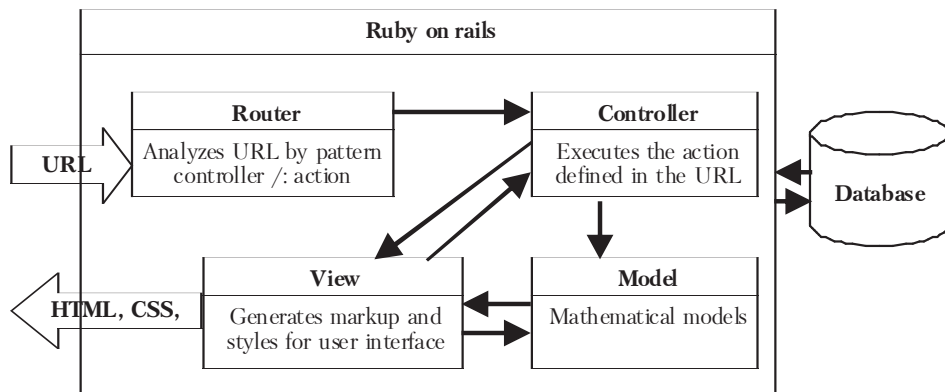 Ruby on rails
Router
Analyzes URL by pattern
controller /: action
Controller
Executes the action
defined in the URL
URL
Database
View
Generates markup and
styles for user interface
Model
Mathematical models
HTML, CSS,